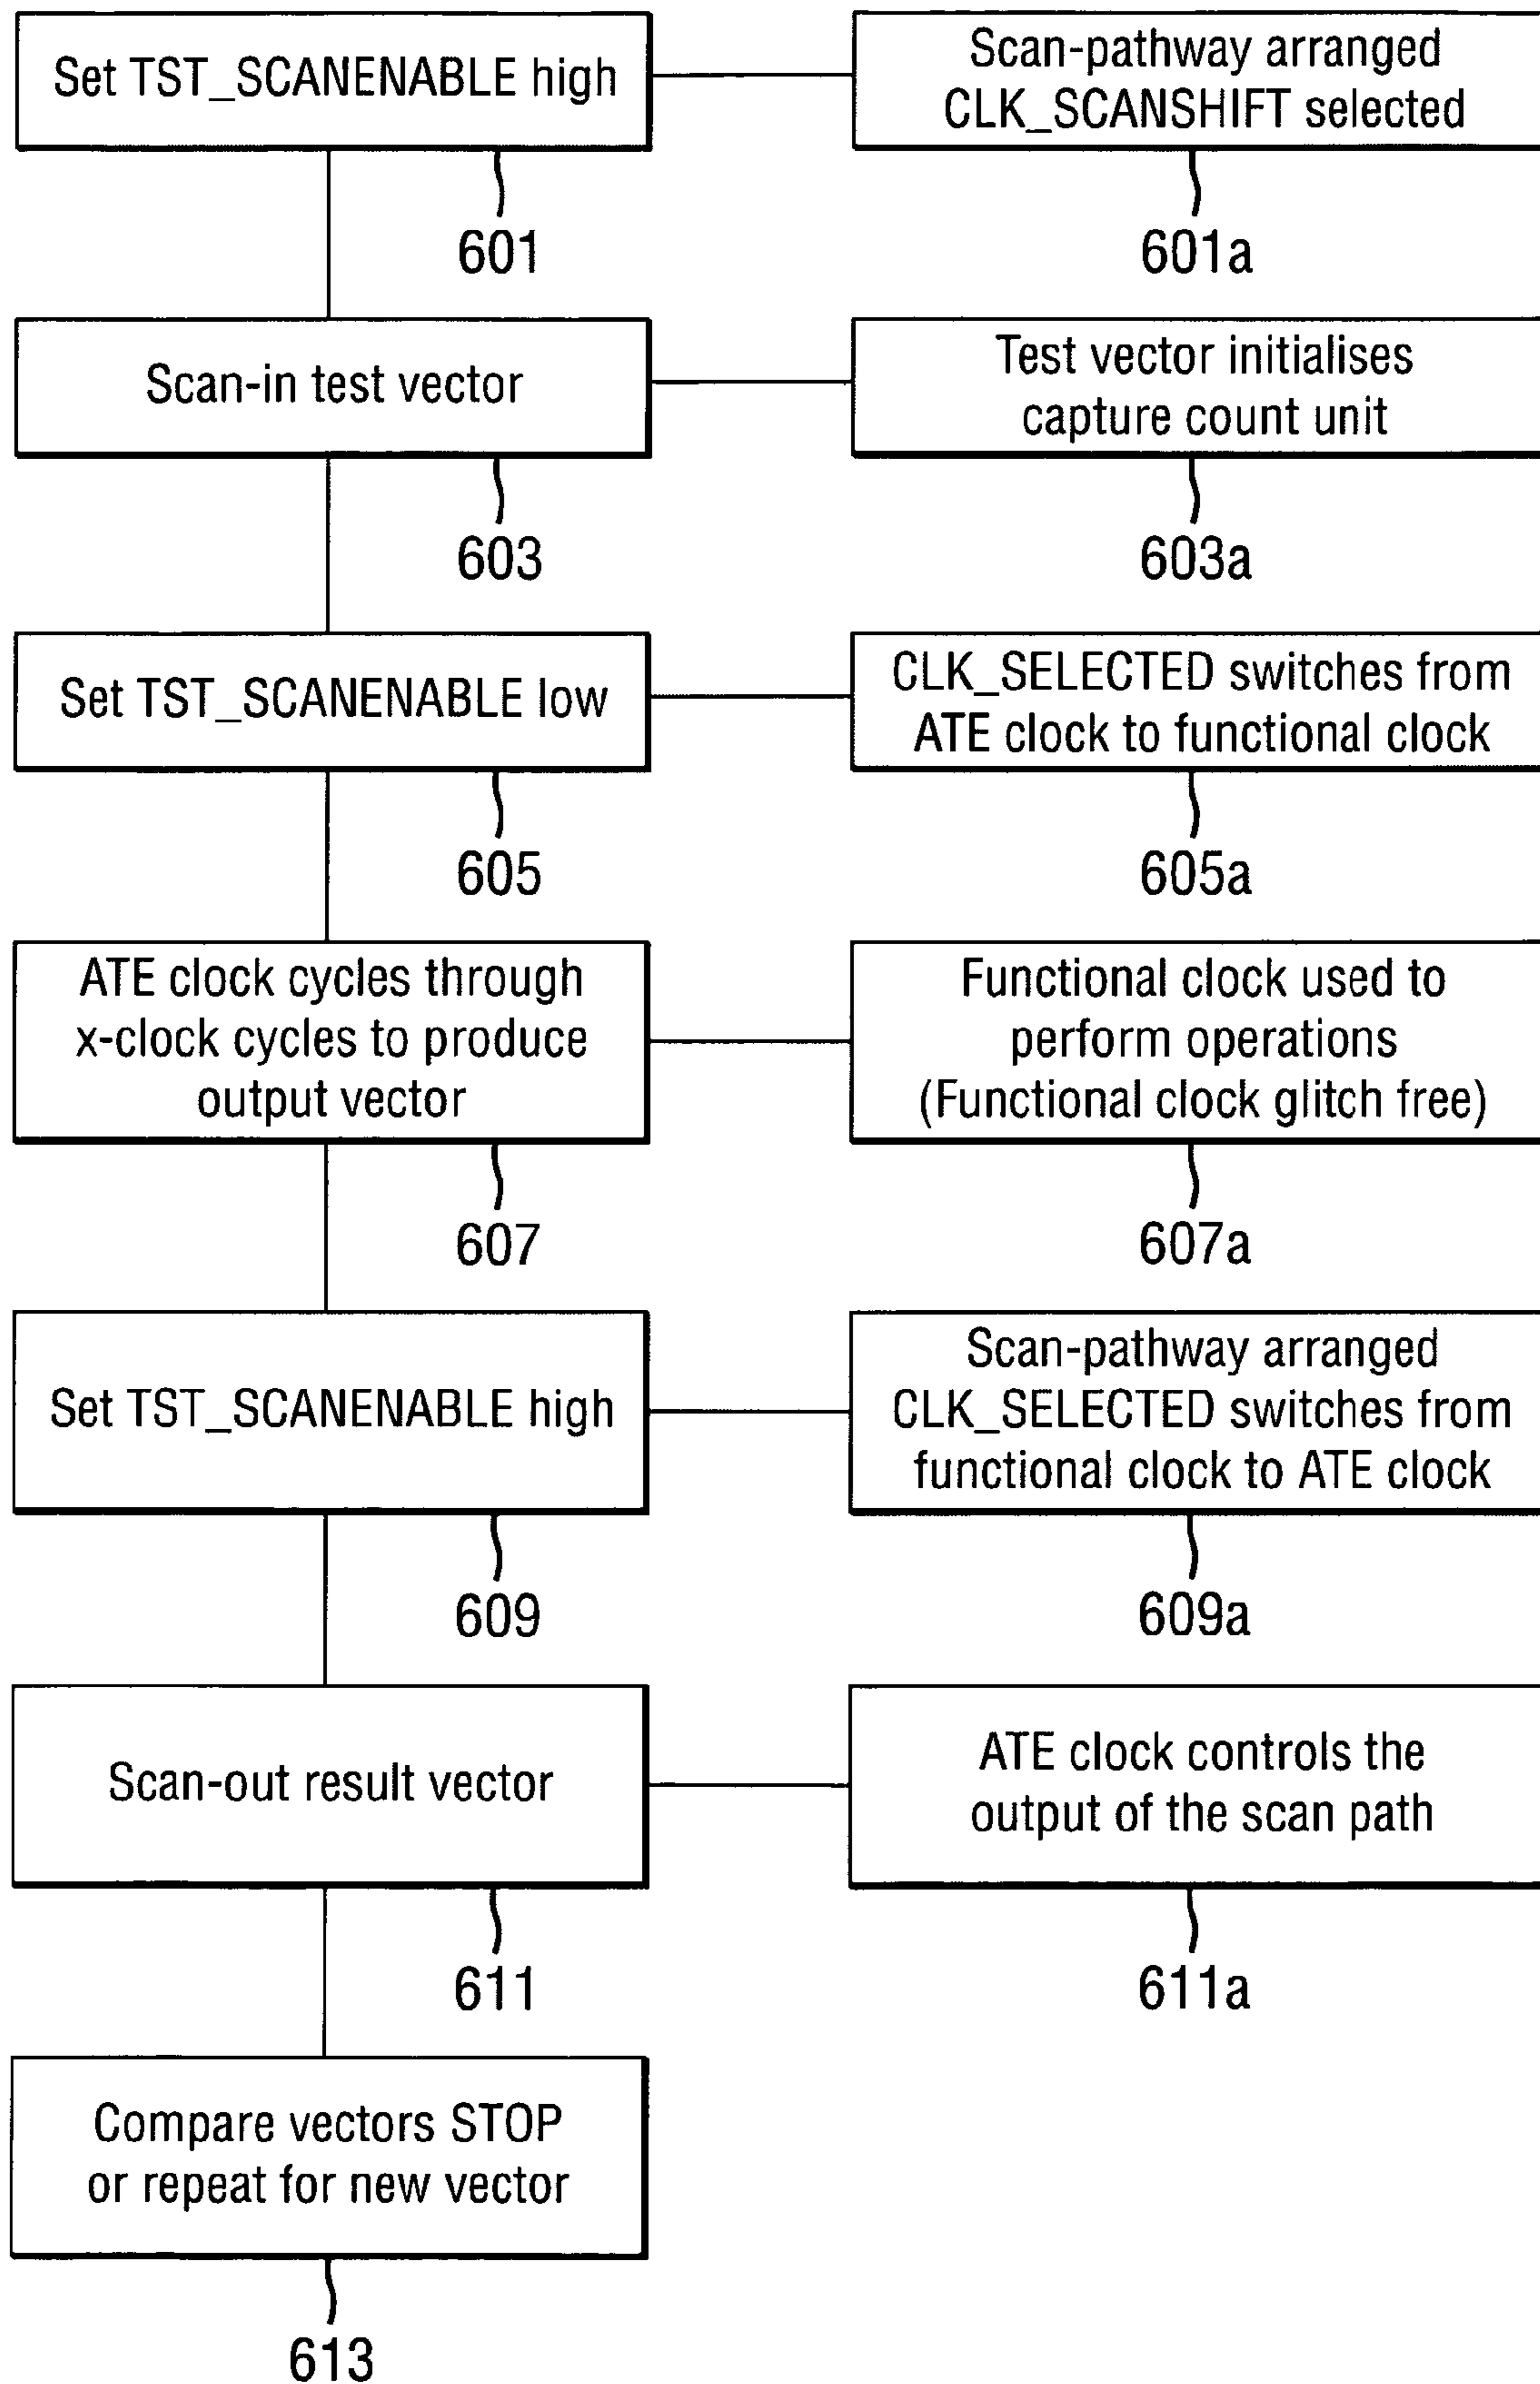 Set TST_SCANENABLE high
601
Scan-pathway arranged
CLK_SCANSHIFT selected
601a
Scan-in test vector
603
Test vector initialises
capture count unit
603a
Set TST_SCANENABLE low
605
CLK_SELECTED switches from
ATE clock to functional clock
605a
ATE clock cycles through
x-clock cycles to produce
output vector
607
Functional clock used to
perform operations
(Functional clock glitch free)
607a
Set TST_SCANENABLE high
609
Scan-pathway arranged
CLK_SELECTED switches from
functional clock to ATE clock
609a
Scan-out result vector
611
ATE clock controls the
output of the scan path
611a
Compare vectors STOP
or repeat for new vector
613